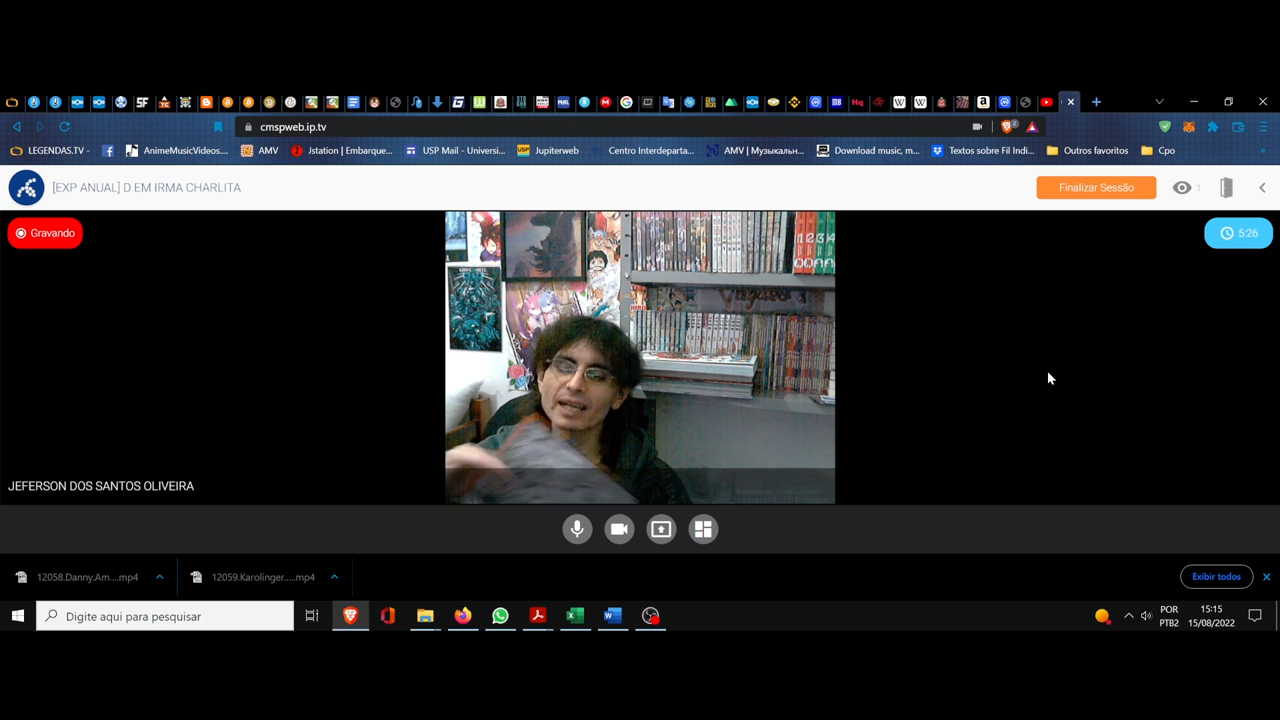 cmspweb.ip.tv
LEGENDAS.TV -
AnimeMusicVideos...
AMV
Jstation | Embarque...
USP Mail - Universi...
USP
Jupiterweb
Centro Interdeparta...
AMV | Музыкальн...
Download music, m...
Textos sobre Fil Indi...
Outros favoritos
Cpo
[EXP ANUAL] D EM IRMA CHARLITA
Finalizar Sessão
1
Gravando
5:26
JEFERSON DOS SANTOS OLIVEIRA
12058.Danny.Am....mp4
12059.Karolinger.....mp4
Exibir todos
Digite aqui para pesquisar
POR
PTB2
15:15
15/08/2022